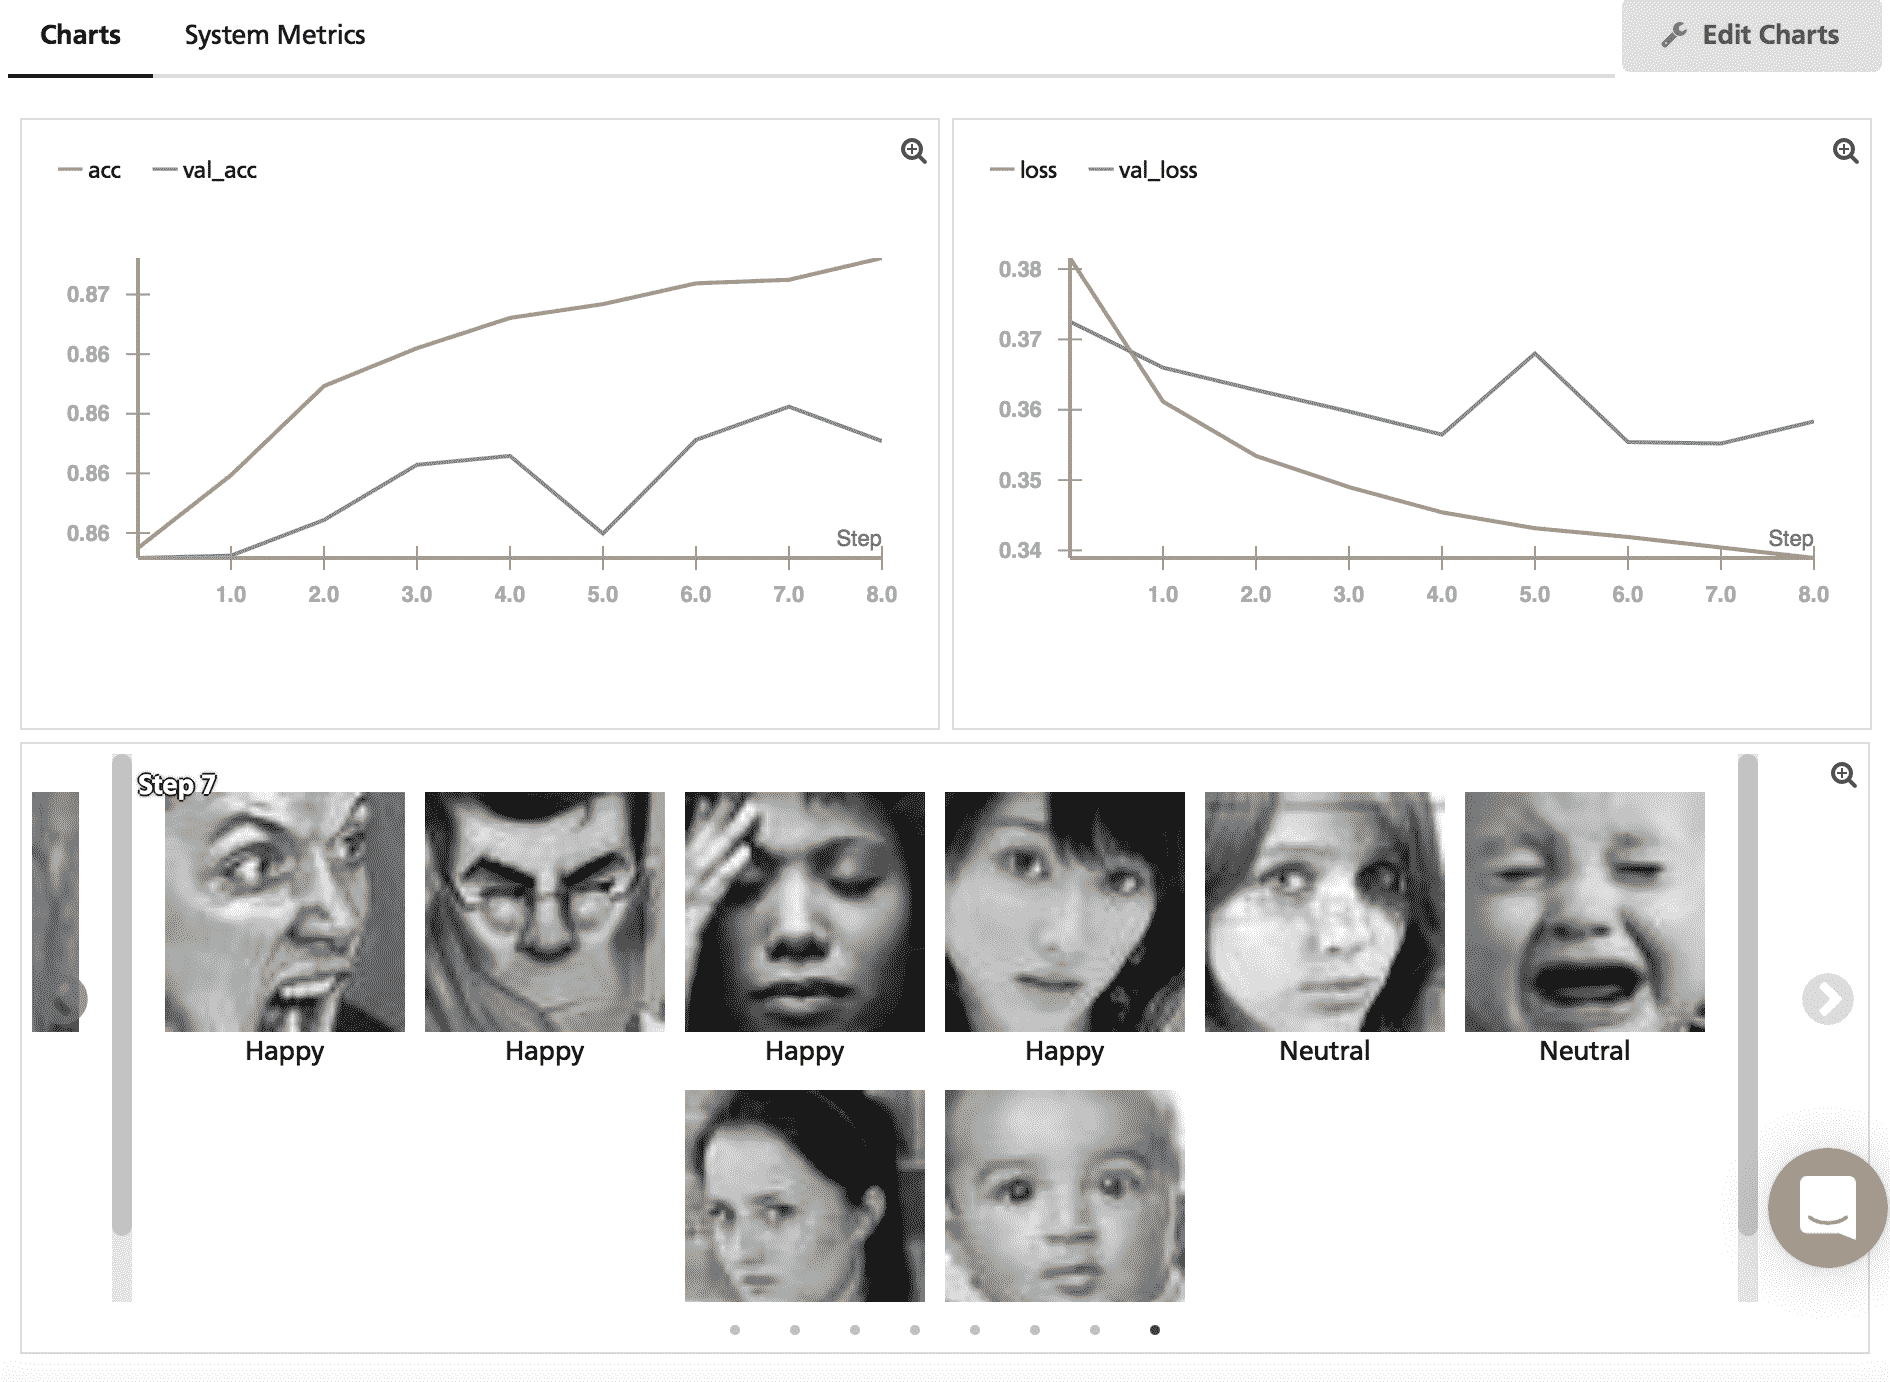 Charts System Metrics Edit Charts
acc val_acc
0.87
0.86
0.86
0.86
0.86
Step
1.0 2.0 3.0 4.0 5.0 6.0 7.0 8.0
loss val_loss
0.38
0.37
0.36
0.35
0.34
Step
1.0 2.0 3.0 4.0 5.0 6.0 7.0 8.0
Step 7
Happy Happy Happy Happy Neutral Neutral